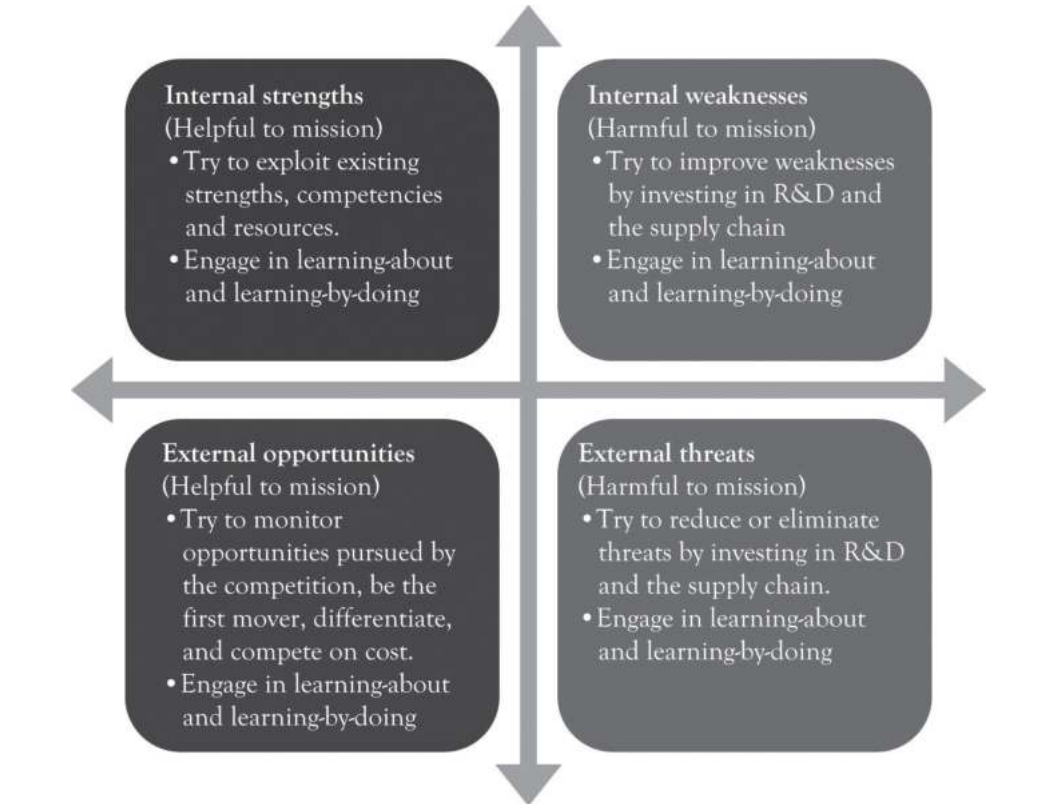 Internal strengths
(Helpful to mission)
• Try to exploit existing
strengths, competencies
and resources.
• Engage in learning-about
and learning-by-doing
Internal weaknesses
(Harmful to mission)
• Try to improve weaknesses
by investing in R&D and
the supply chain
• Engage in learning-about
and learning-by-doing
External opportunities
(Helpful to mission)
• Try to monitor
opportunities pursued by
the competition, be the
first mover, differentiate,
and compete on cost.
• Engage in learning-about
and learning-by-doing
External threats
(Harmful to mission)
• Try to reduce or eliminate
threats by investing in R&D
and the supply chain.
• Engage in learning-about
and learning-by-doing